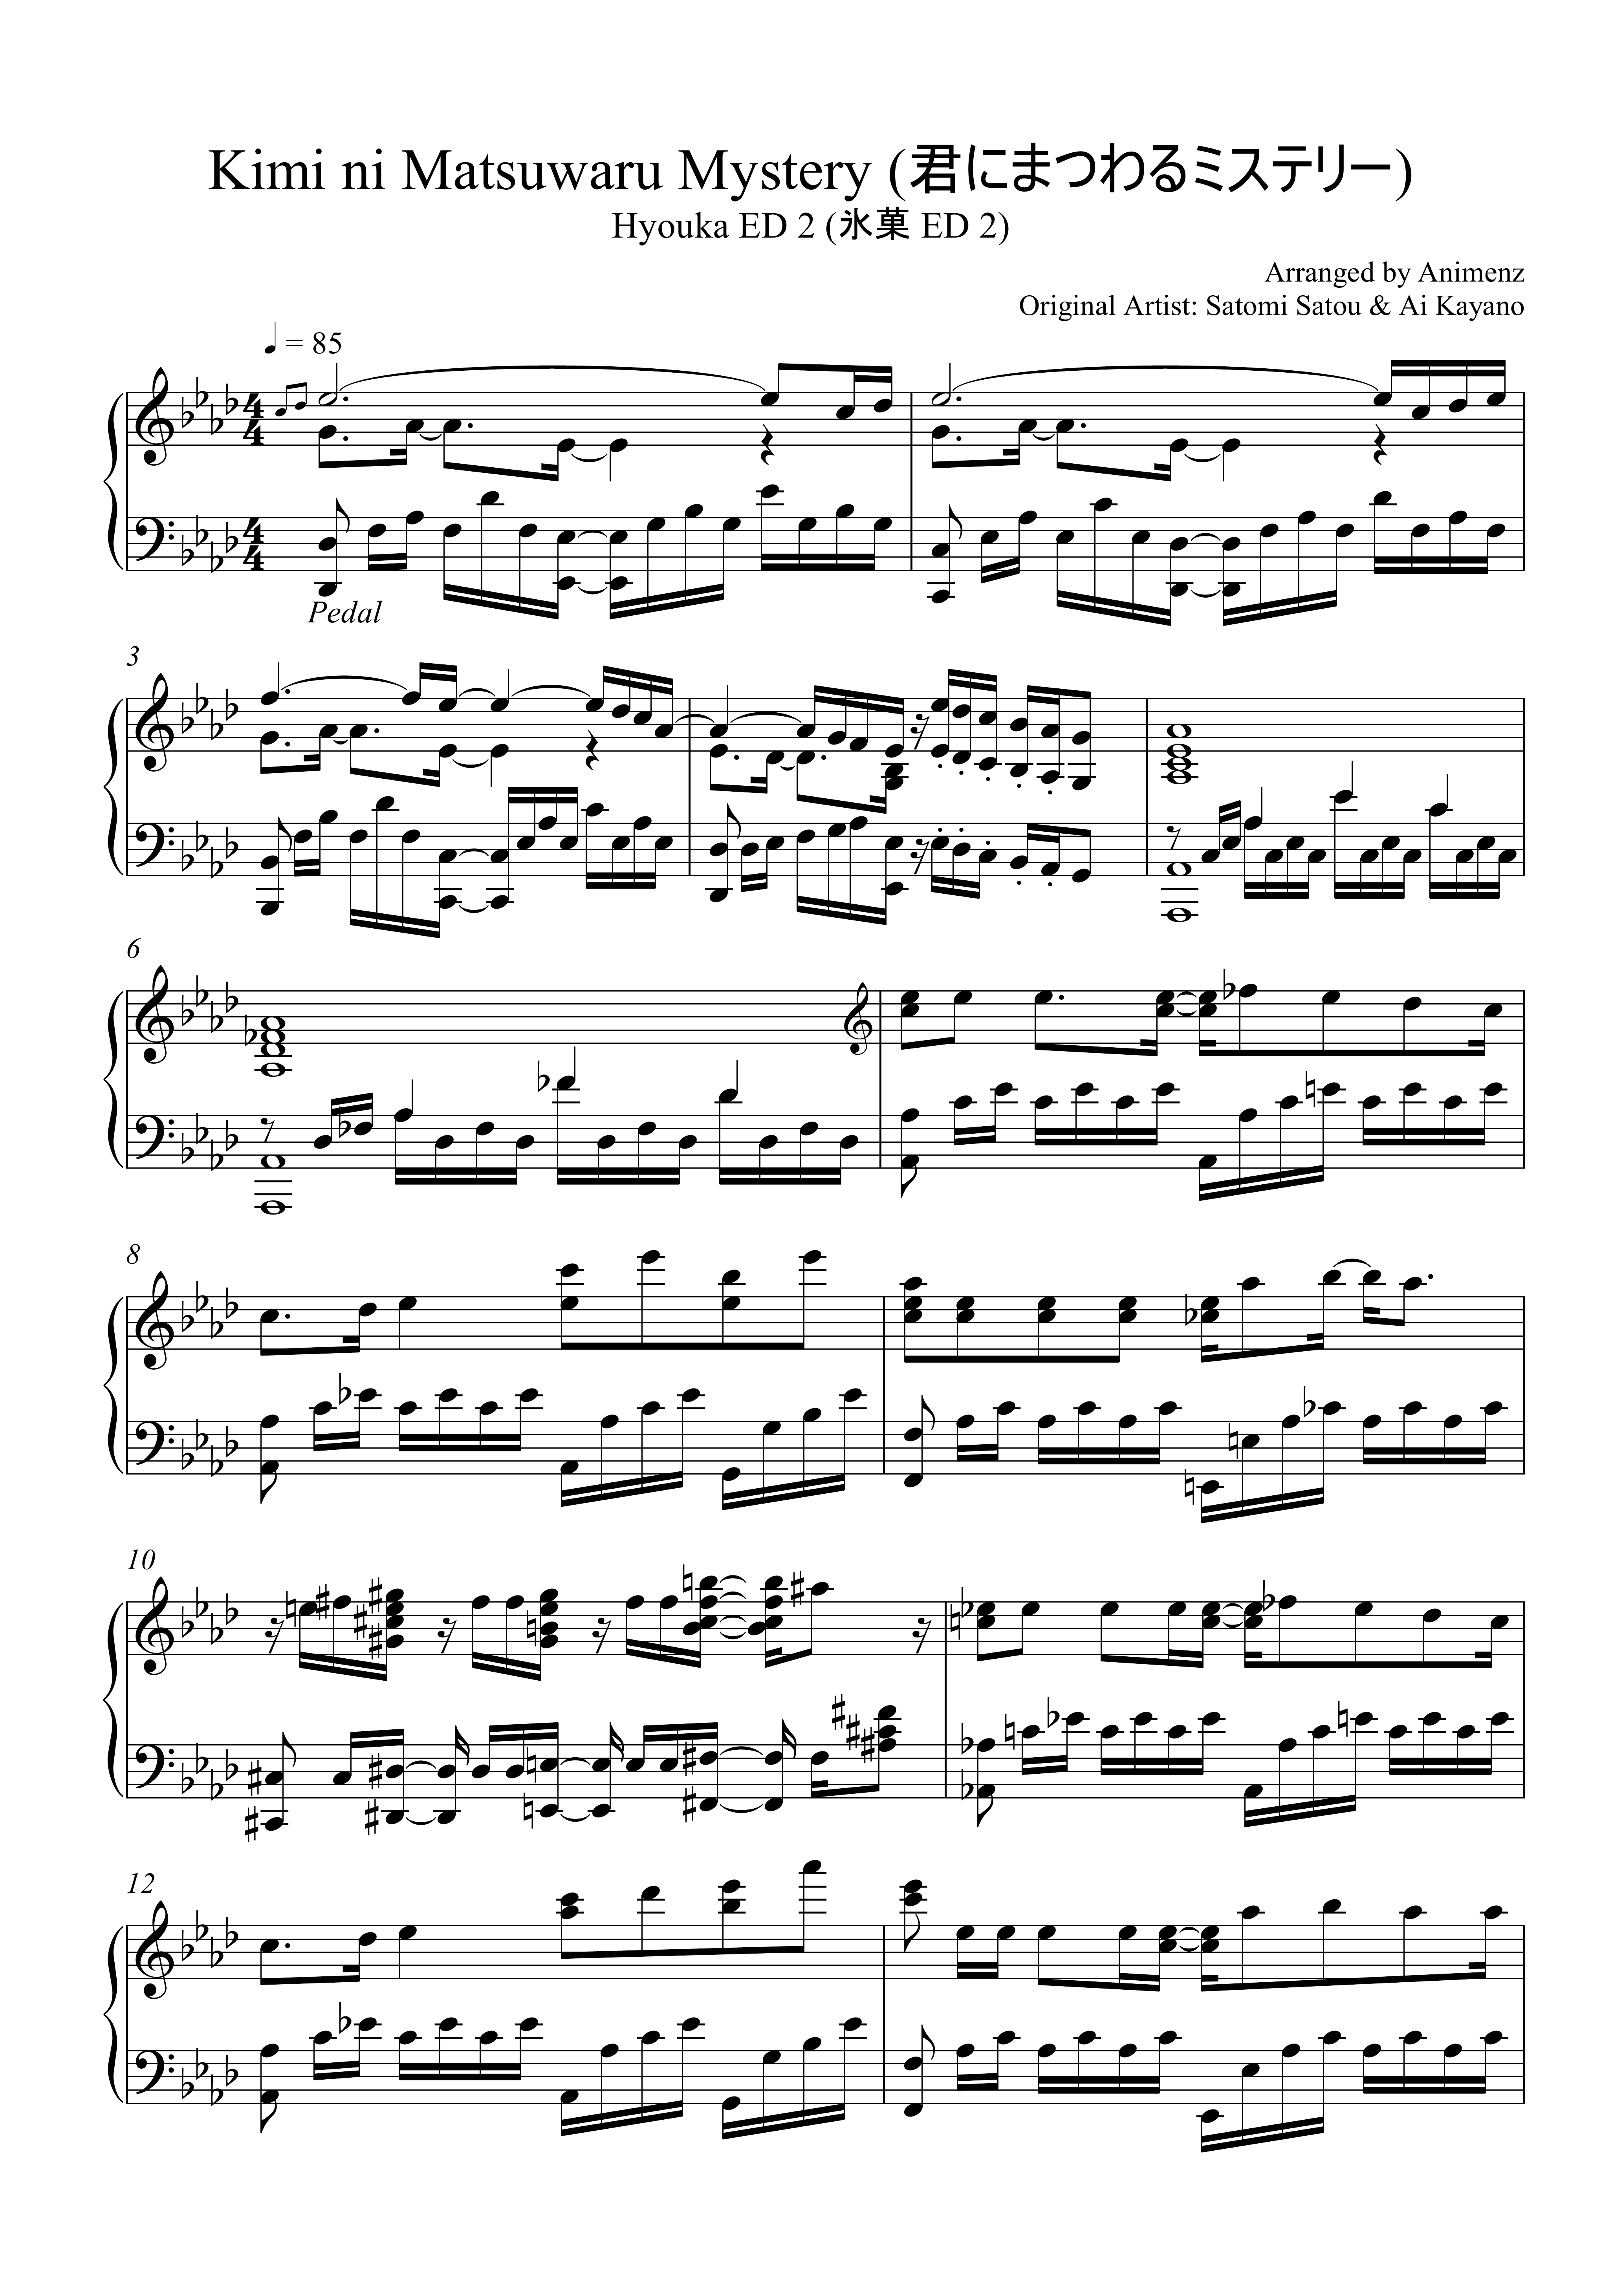 Kimi ni Matsuwaru Mystery (君にまつわるミステリー)
Hyouka ED 2 (氷菓 ED 2)
Arranged by Animenz
Original Artist: Satomi Satou & Ai Kayano
♩ = 85
4
4
4
4
Pedal
3
6
8
10
12